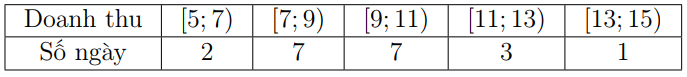 Doanh thu [5; 7) [7; 9) [9; 11) [11; 13) [13; 15)
Số ngày 2 7 7 3 1